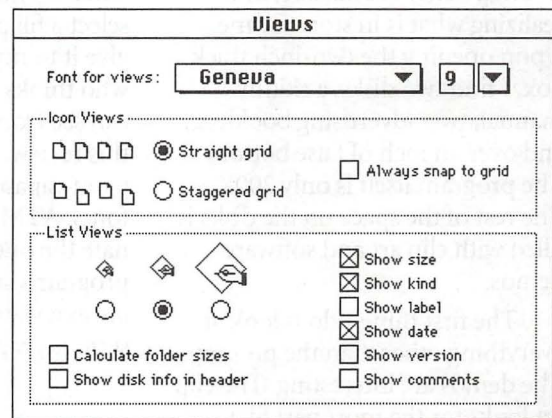 Views
Font for views: Geneva 9
Icon Views
Straight grid
Staggered grid
Always snap to grid
List Views
Show size
Show kind
Show label
Show date
Show version
Show comments
Calculate folder sizes
Show disk info in header